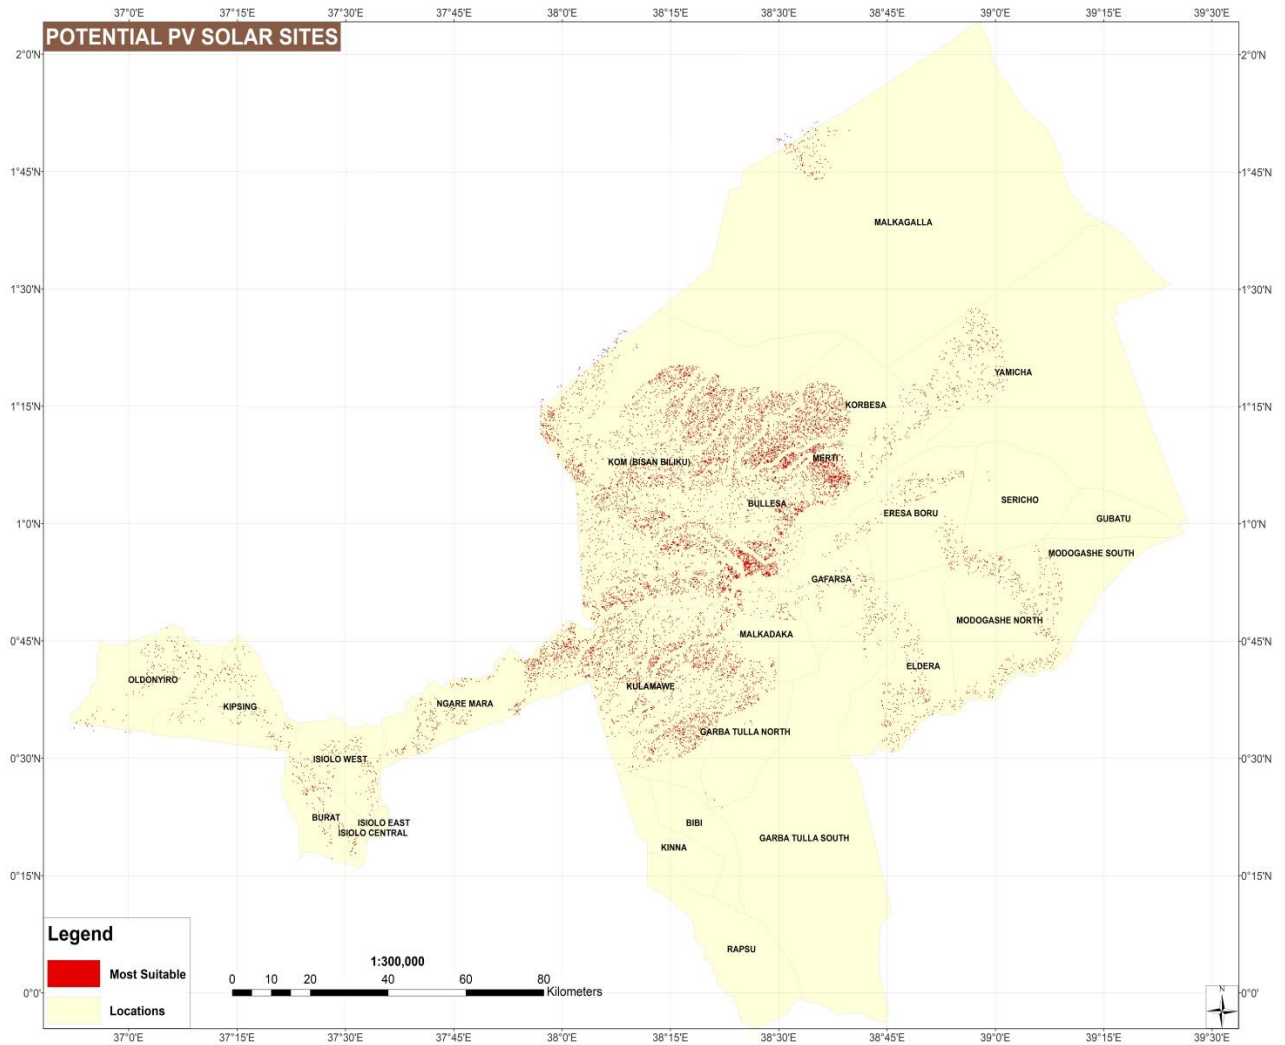 37°0'E 37°15'E 37°30'E 37°45'E 38°0'E 38°15'E 38°30'E 38°45'E 39°0'E 39°15'E 39°30'E
POTENTIAL PV SOLAR SITES
2°0'N 2°0'N
1°45'N 1°45'N
MALKAGALLA
1°30'N 1°30'N
YAMICHA
1°15'N KORBESA 1°15'N
KOM (BISAN BILIKU) MERTI
BULLESA SERICHO
ERESA BORU GUBATU
1°0'N 1°0'N
MODOGASHE SOUTH
GAFARSA
MODOGASHE NORTH
MALKADAKA
0°45'N 0°45'N
ELDERA
OLDONYIRO KULAMAWE
KIPSING NGARE MARA
GARBA TULLA NORTH
0°30'N ISIOLO WEST 0°30'N
BURAT ISIOLO EAST BIBI
ISIOLO CENTRAL GARBA TULLA SOUTH
KINNA
0°15'N 0°15'N
Legend
RAPSU
Most Suitable
1:300,000
0 10 20 40 60 80
Kilometers
0°0' 0°0'
Locations
N
37°0'E 37°15'E 37°30'E 37°45'E 38°0'E 38°15'E 38°30'E 38°45'E 39°0'E 39°15'E 39°30'E